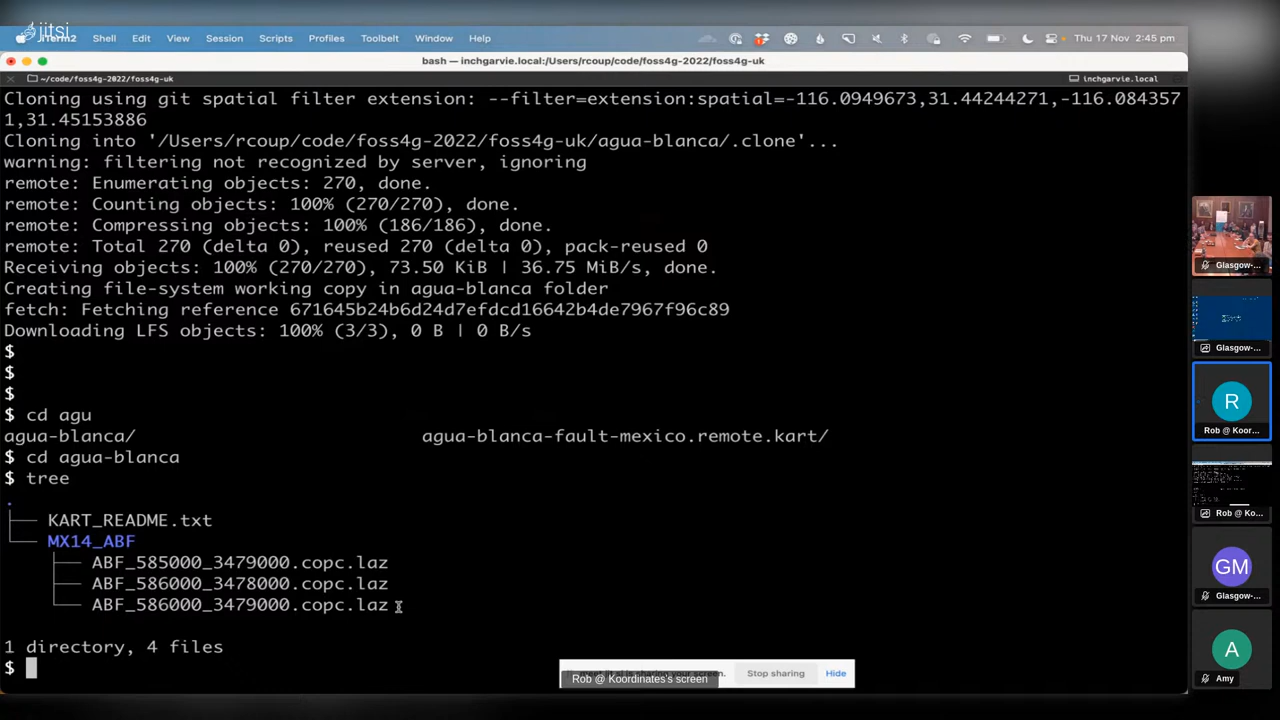 jitsi
iTerm2 Shell Edit View Session Scripts Profiles Toolbelt Window Help Thu 17 Nov 2:45 pm
bash — inchgarvie.local:/Users/rcoup/code/foss4g-2022/foss4g-uk
~/code/foss4g-2022/foss4g-uk inchgarvie.local
Cloning using git spatial filter extension: --filter=extension:spatial=-116.0949673,31.44244271,-116.084357
1,31.45153886
Cloning into '/Users/rcoup/code/foss4g-2022/foss4g-uk/agua-blanca/.clone'...
warning: filtering not recognized by server, ignoring
remote: Enumerating objects: 270, done.
remote: Counting objects: 100% (270/270), done.
remote: Compressing objects: 100% (186/186), done.
remote: Total 270 (delta 0), reused 270 (delta 0), pack-reused 0
Receiving objects: 100% (270/270), 73.50 KiB | 36.75 MiB/s, done.
Creating file-system working copy in agua-blanca folder
fetch: Fetching reference 671645b24b6d24d7efdcd16642b4de7967f96c89
Downloading LFS objects: 100% (3/3), 0 B | 0 B/s
$
$
$
$ cd agu
agua-blanca/ agua-blanca-fault-mexico.remote.kart/
$ cd agua-blanca
$ tree
.
├── KART_README.txt
└── MX14_ABF
├── ABF_585000_3479000.copc.laz
├── ABF_586000_3478000.copc.laz
└── ABF_586000_3479000.copc.laz
1 directory, 4 files
$
is sharing your screen. Stop sharing Hide
Rob @ Koordinates's screen
Glasgow-...
Glasgow-...
R
Rob @ Koor...
Rob @ Ko...
GM
Glasgow-...
A
Amy